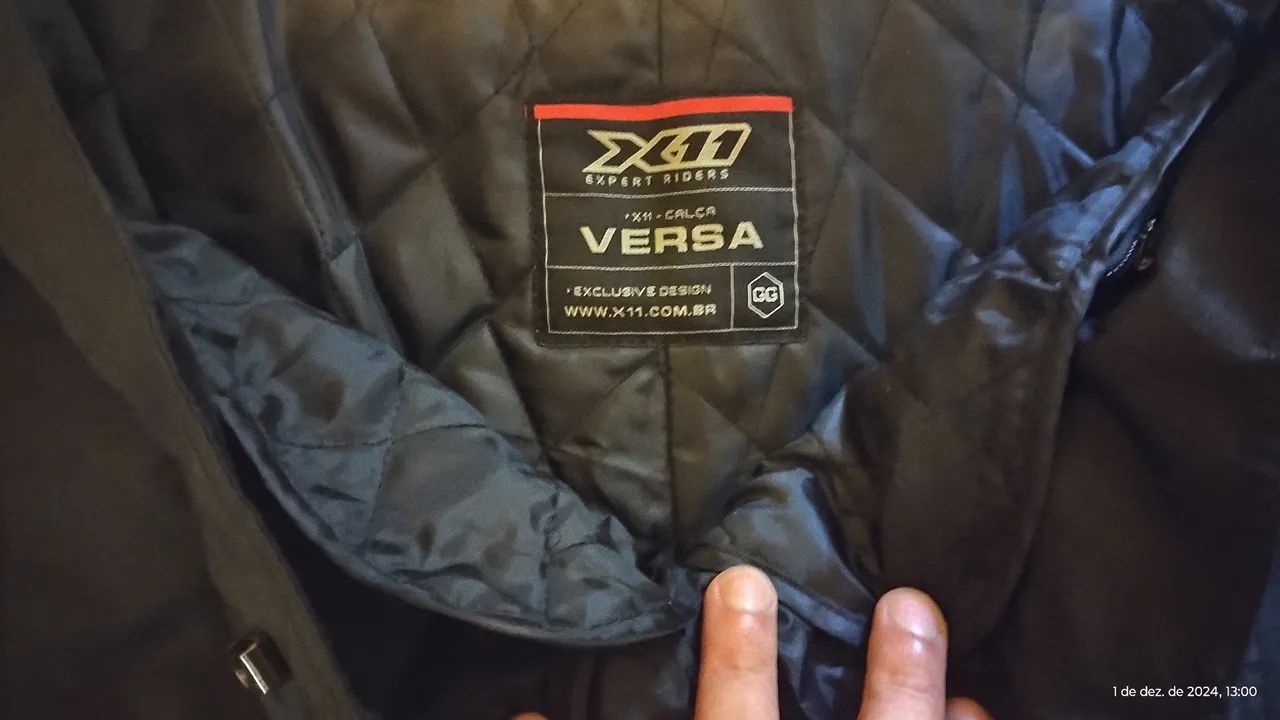 X11
EXPERT RIDERS
• X11 - CALÇA
VERSA
• EXCLUSIVE DESIGN
WWW.X11.COM.BR
GG
1 de dez. de 2024, 13:00